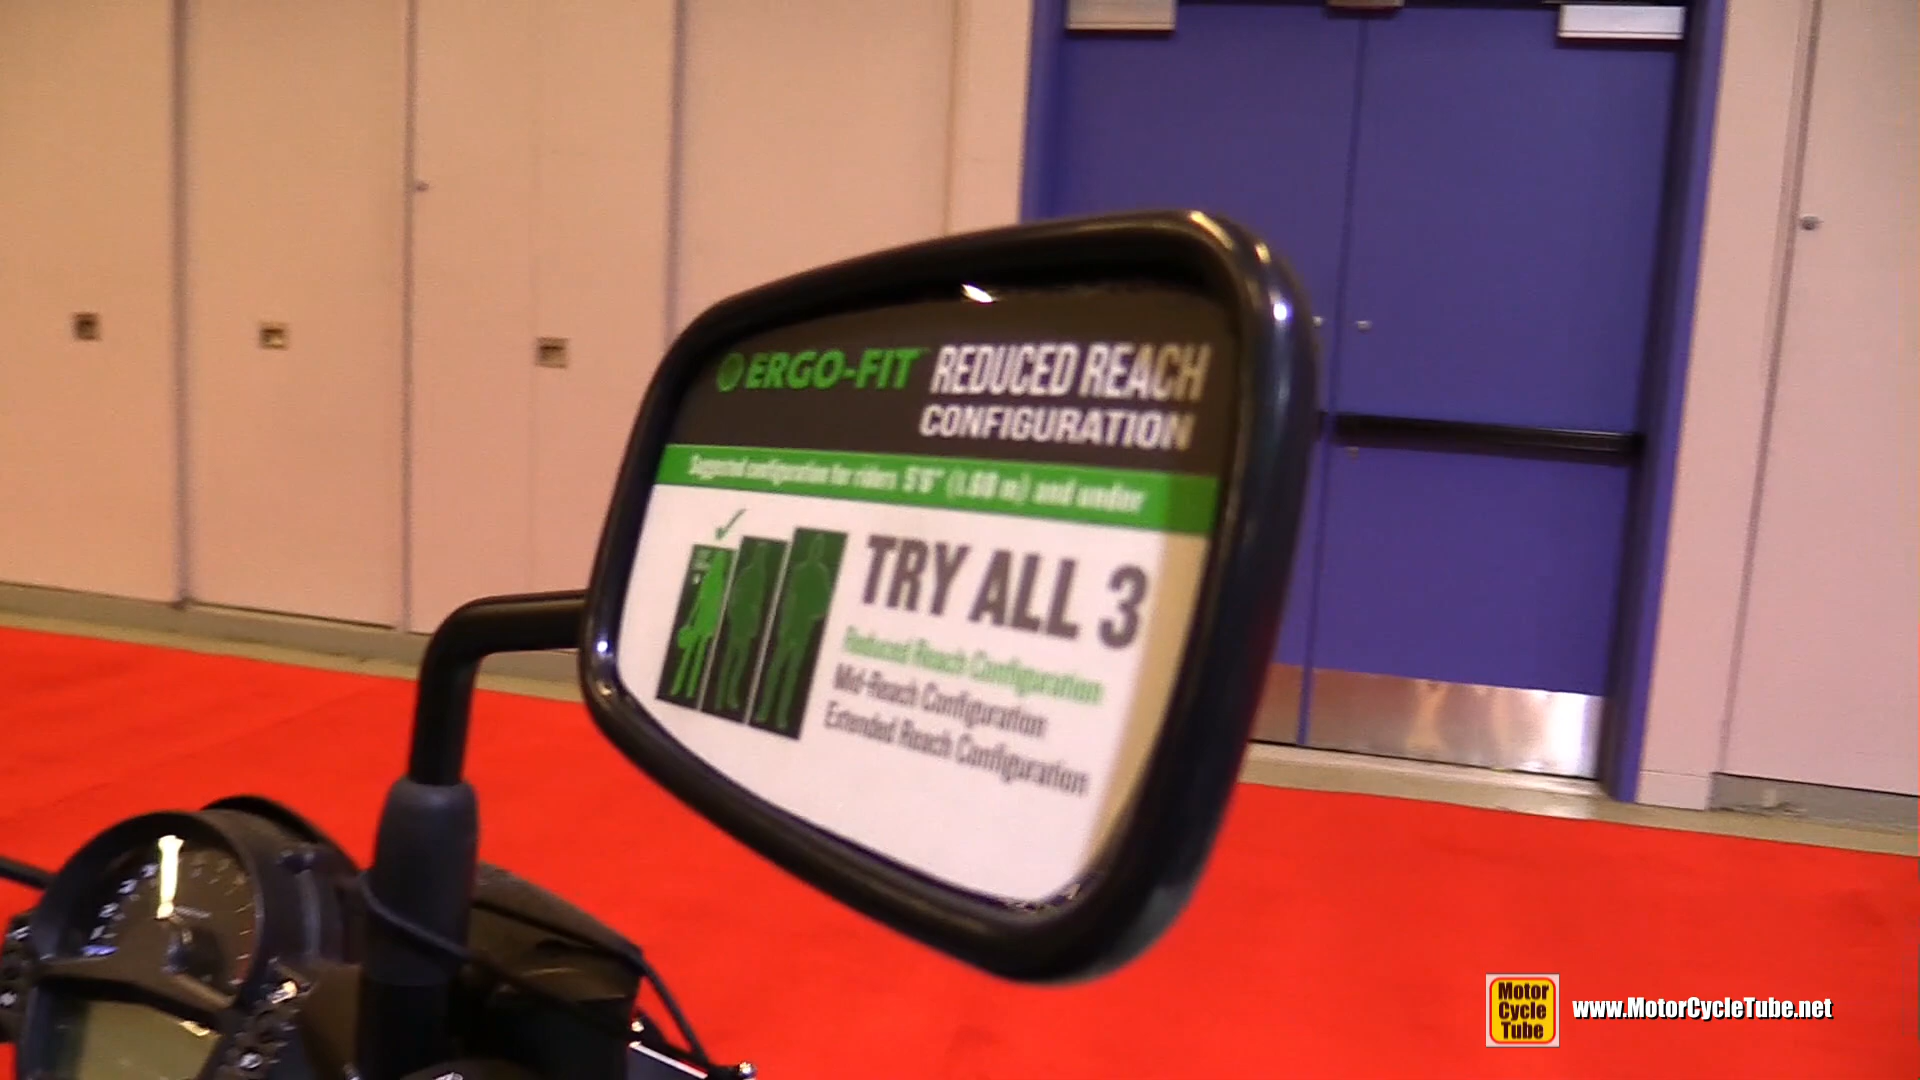 ERGO-FIT™ REDUCED REACH
CONFIGURATION
Suggested configuration for riders 5'6" (1.68 m) and under
TRY ALL 3
Reduced Reach Configuration
Mid-Reach Configuration
Extended Reach Configuration
Motor
Cycle
Tube
www.MotorCycleTube.net